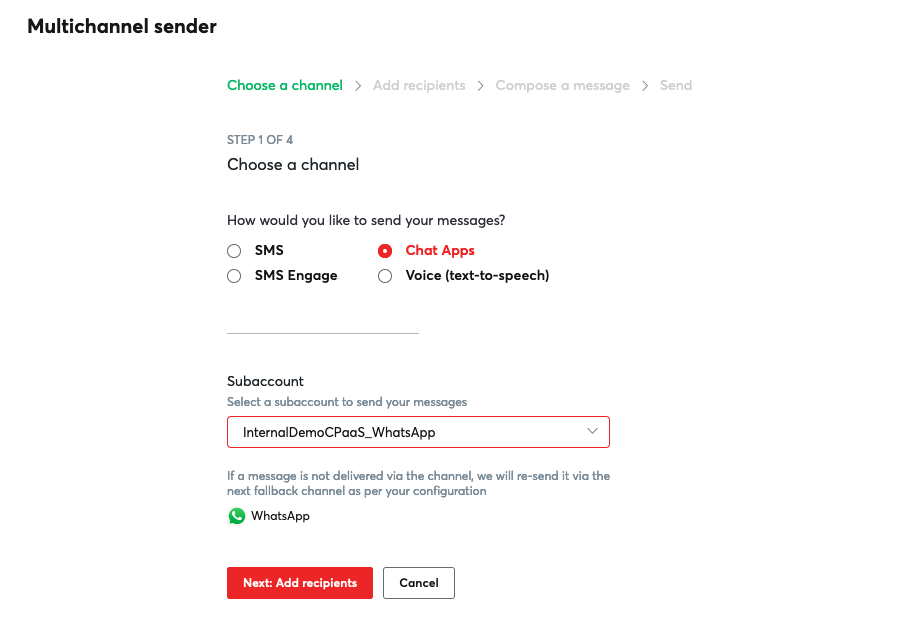 Multichannel sender
Choose a channel > Add recipients > Compose a message > Send
STEP 1 OF 4
Choose a channel
How would you like to send your messages?
SMS
Chat Apps
SMS Engage
Voice (text-to-speech)
Subaccount
Select a subaccount to send your messages
InternalDemoCPaaS_WhatsApp
If a message is not delivered via the channel, we will re-send it via the
next fallback channel as per your configuration
WhatsApp
Next: Add recipients
Cancel